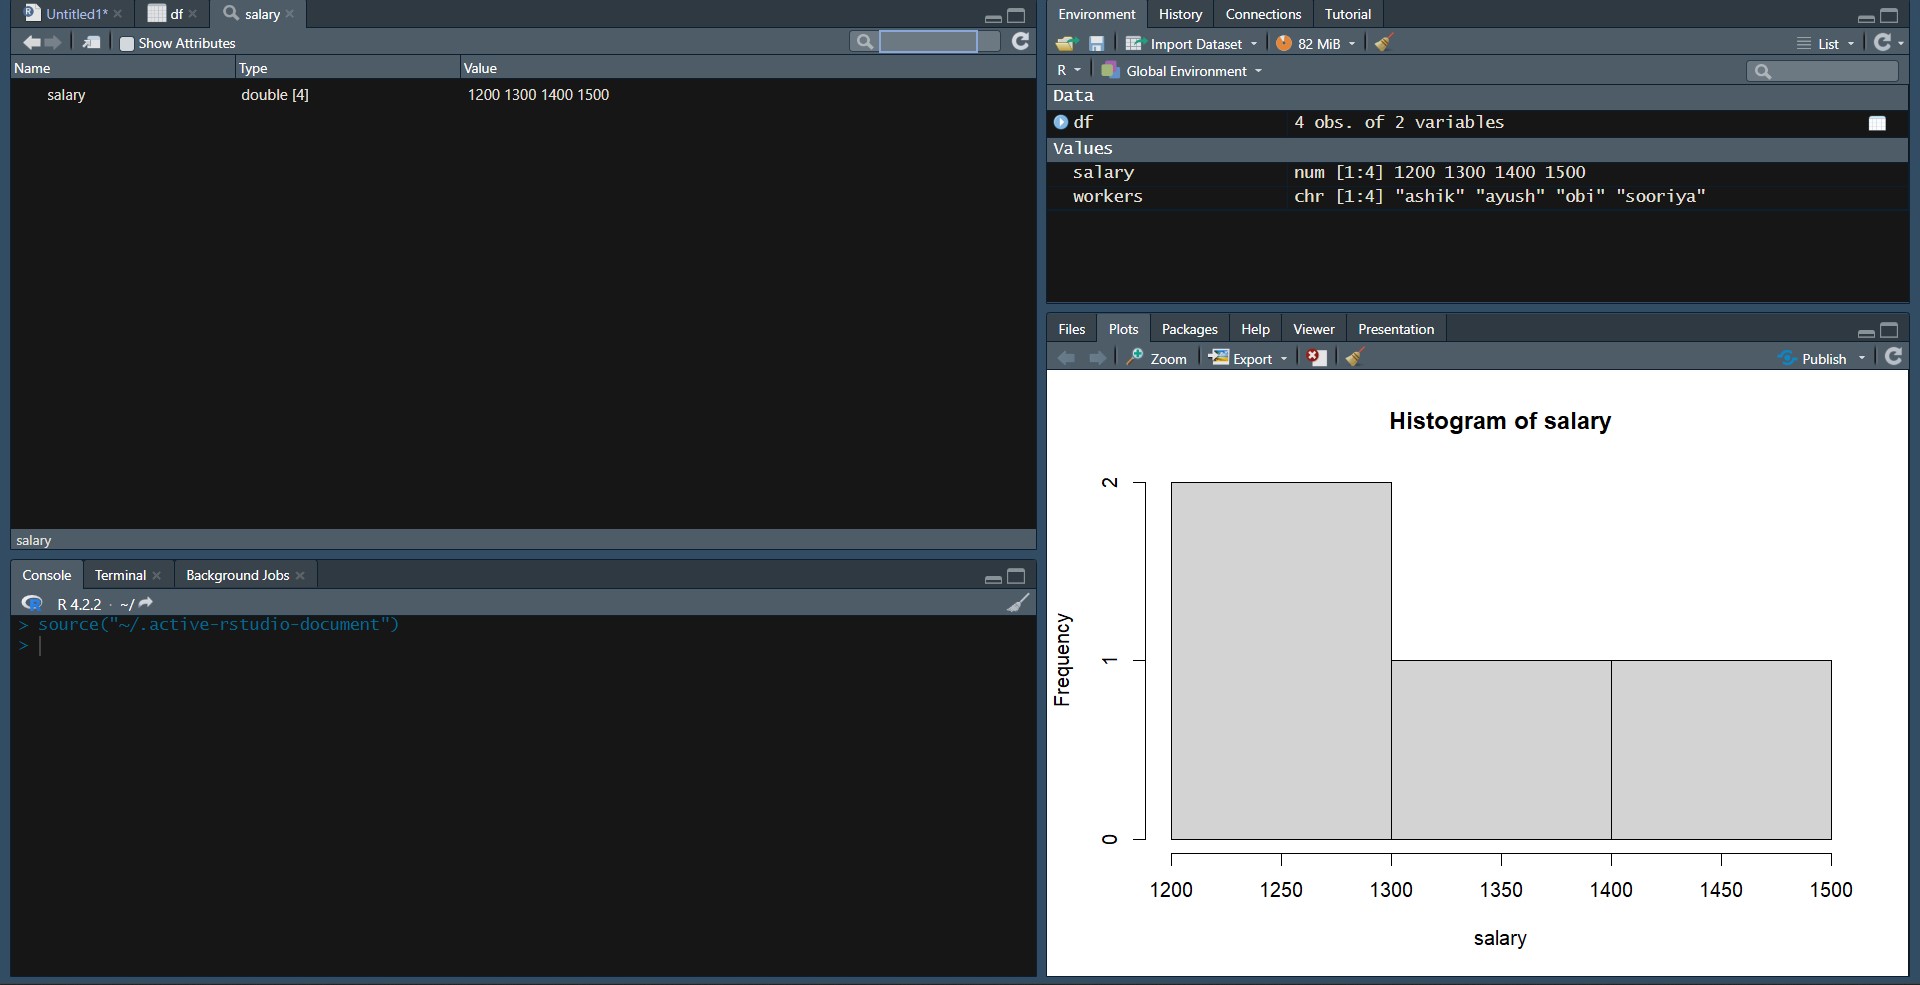 Untitled1* df salary
Show Attributes
Name Type Value
salary double [4] 1200 1300 1400 1500
salary
Console Terminal Background Jobs
R 4.2.2 · ~/
> source("~/.active-rstudio-document")
>
Environment History Connections Tutorial
Import Dataset 82 MiB List
R Global Environment
Data
df 4 obs. of 2 variables
Values
salary num [1:4] 1200 1300 1400 1500
workers chr [1:4] "ashik" "ayush" "obi" "sooriya"
Files Plots Packages Help Viewer Presentation
Zoom Export Publish
Histogram of salary
Frequency
2
1
0
1200 1250 1300 1350 1400 1450 1500
salary